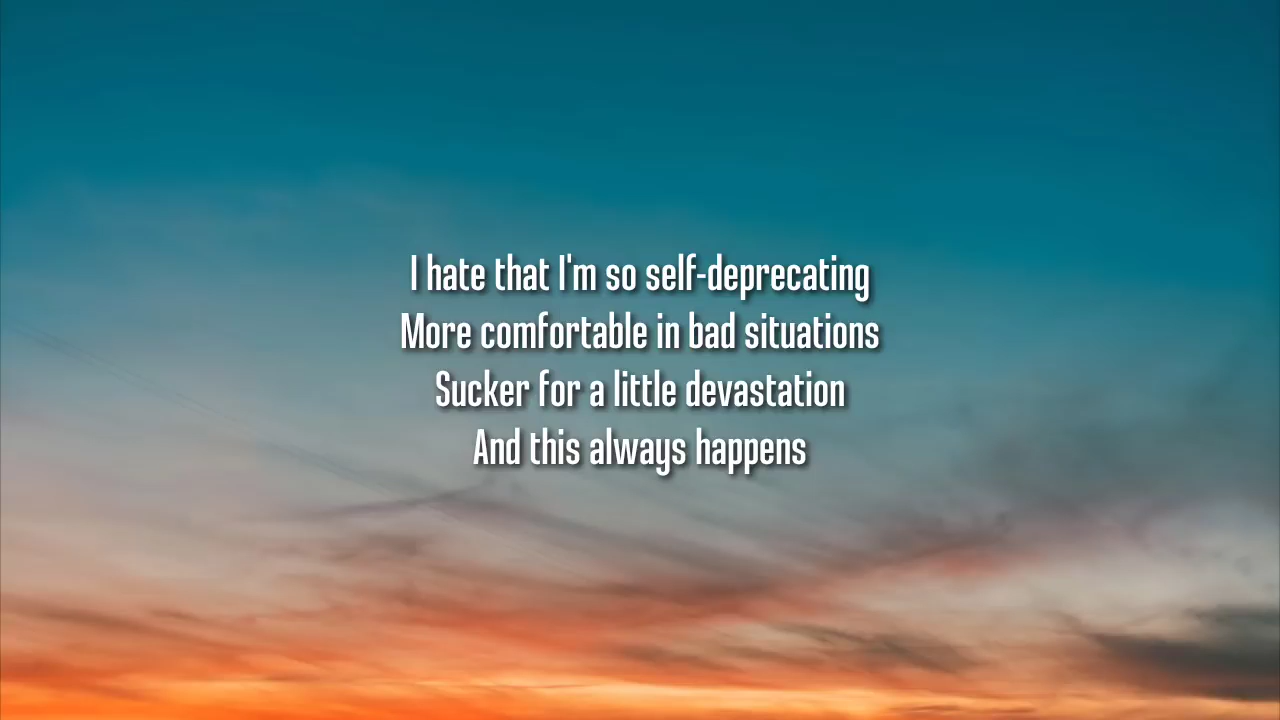 I hate that I'm so self-deprecating
More comfortable in bad situations
Sucker for a little devastation
And this always happens